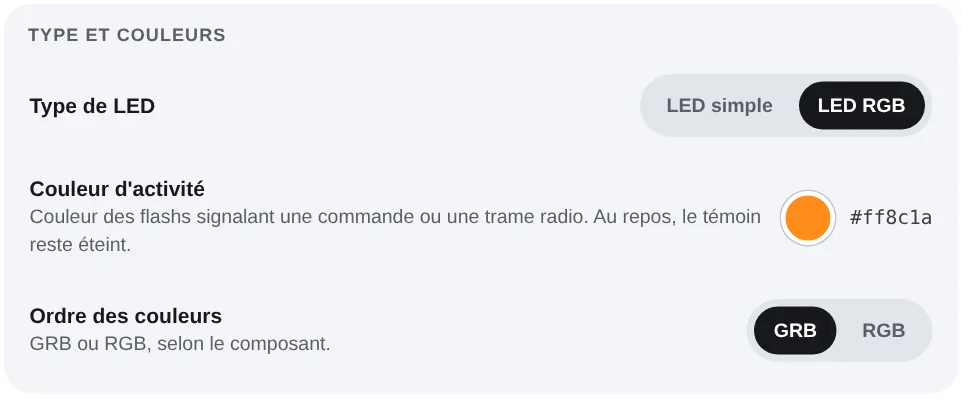 TYPE ET COULEURS
Type de LED
LED simple
LED RGB
Couleur d'activité
Couleur des flashs signalant une commande ou une trame radio. Au repos, le témoin
reste éteint.
#ff8c1a
Ordre des couleurs
GRB ou RGB, selon le composant.
GRB
RGB